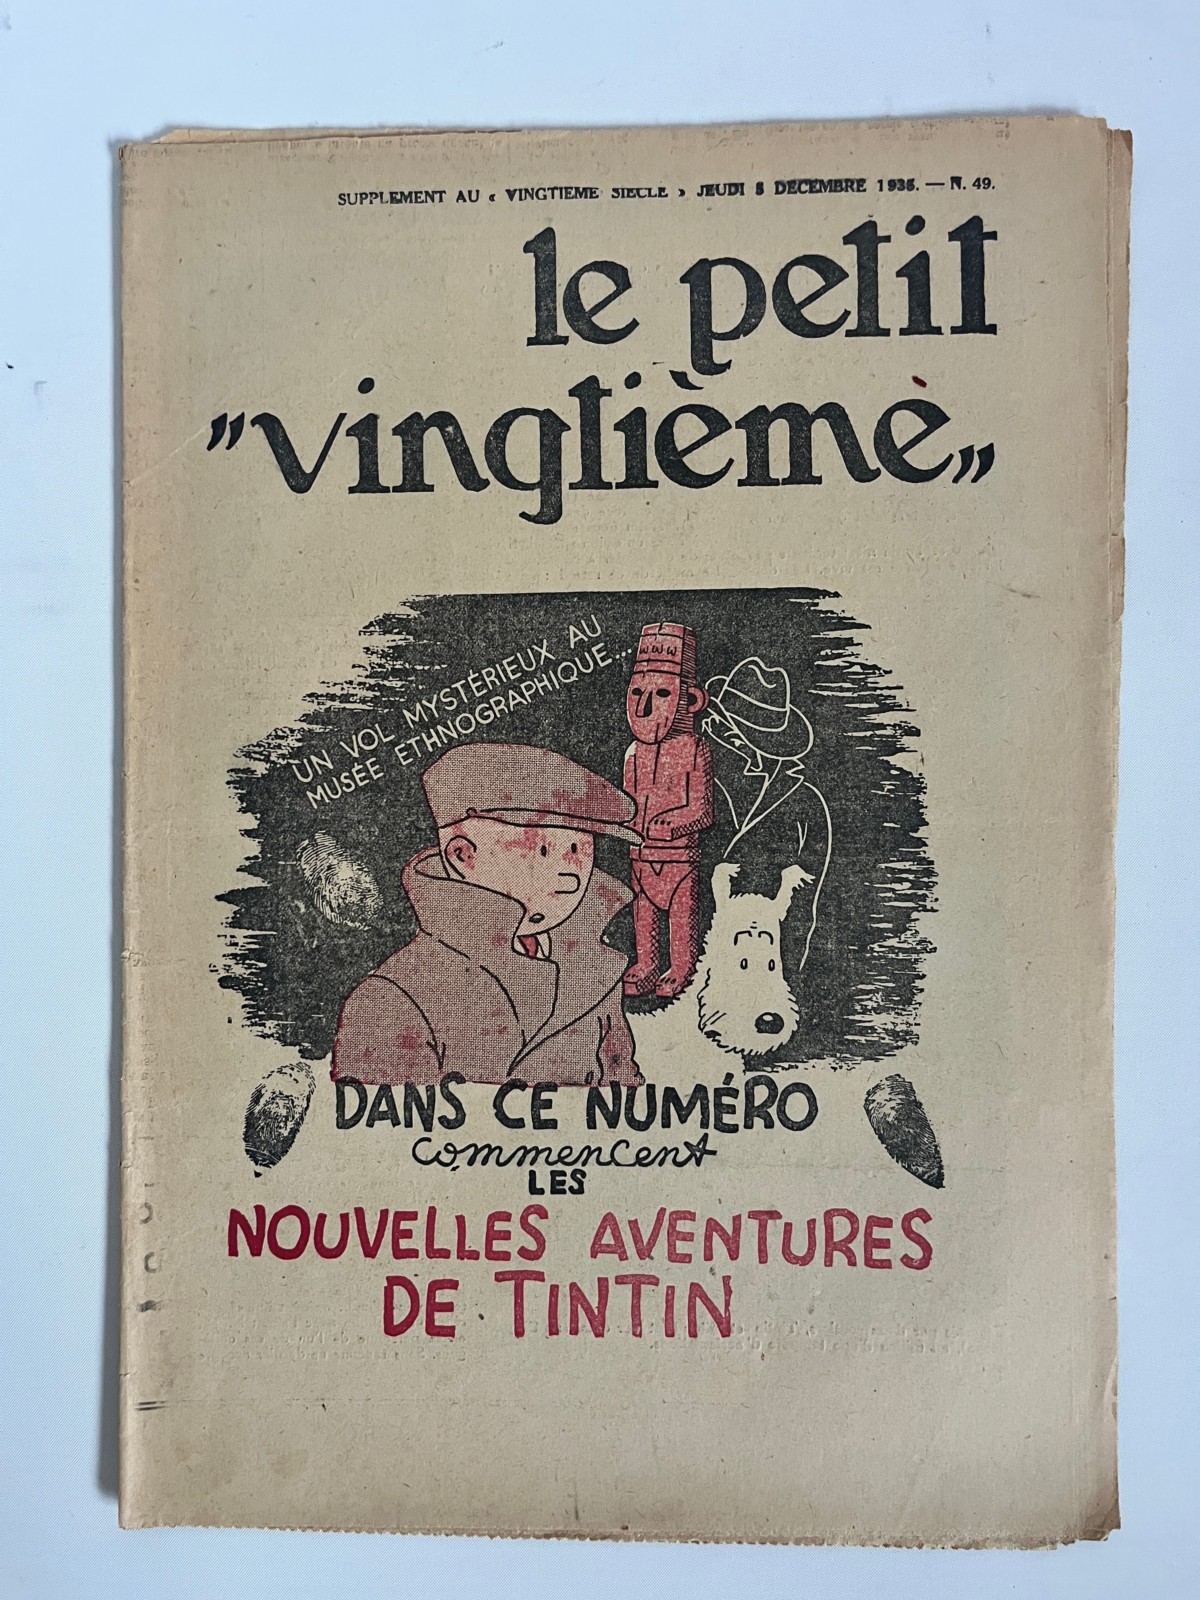 SUPPLEMENT AU « VINGTIEME SIECLE » JEUDI 5 DECEMBRE 1935. — N. 49.
le petit
"vingtième"
UN VOL MYSTÉRIEUX AU
MUSÉE ETHNOGRAPHIQUE...
DANS CE NUMÉRO
commencent
LES
NOUVELLES AVENTURES
DE TINTIN